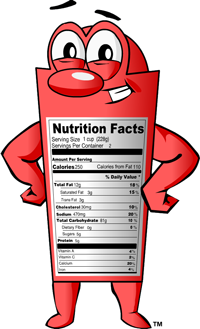 Nutrition Facts
Serving Size 1 cup (228g)
Servings Per Container 2
Amount Per Serving
Calories 250 Calories from Fat 110
% Daily Value*
Total Fat 12g 18%
Saturated Fat 3g 15%
Trans Fat 3g
Cholesterol 30mg 10%
Sodium 470mg 20%
Total Carbohydrate 31g 10%
Dietary Fiber 0g 0%
Sugars 5g
Protein 5g
Vitamin A 4%
Vitamin C 2%
Calcium 20%
Iron 4%
TM